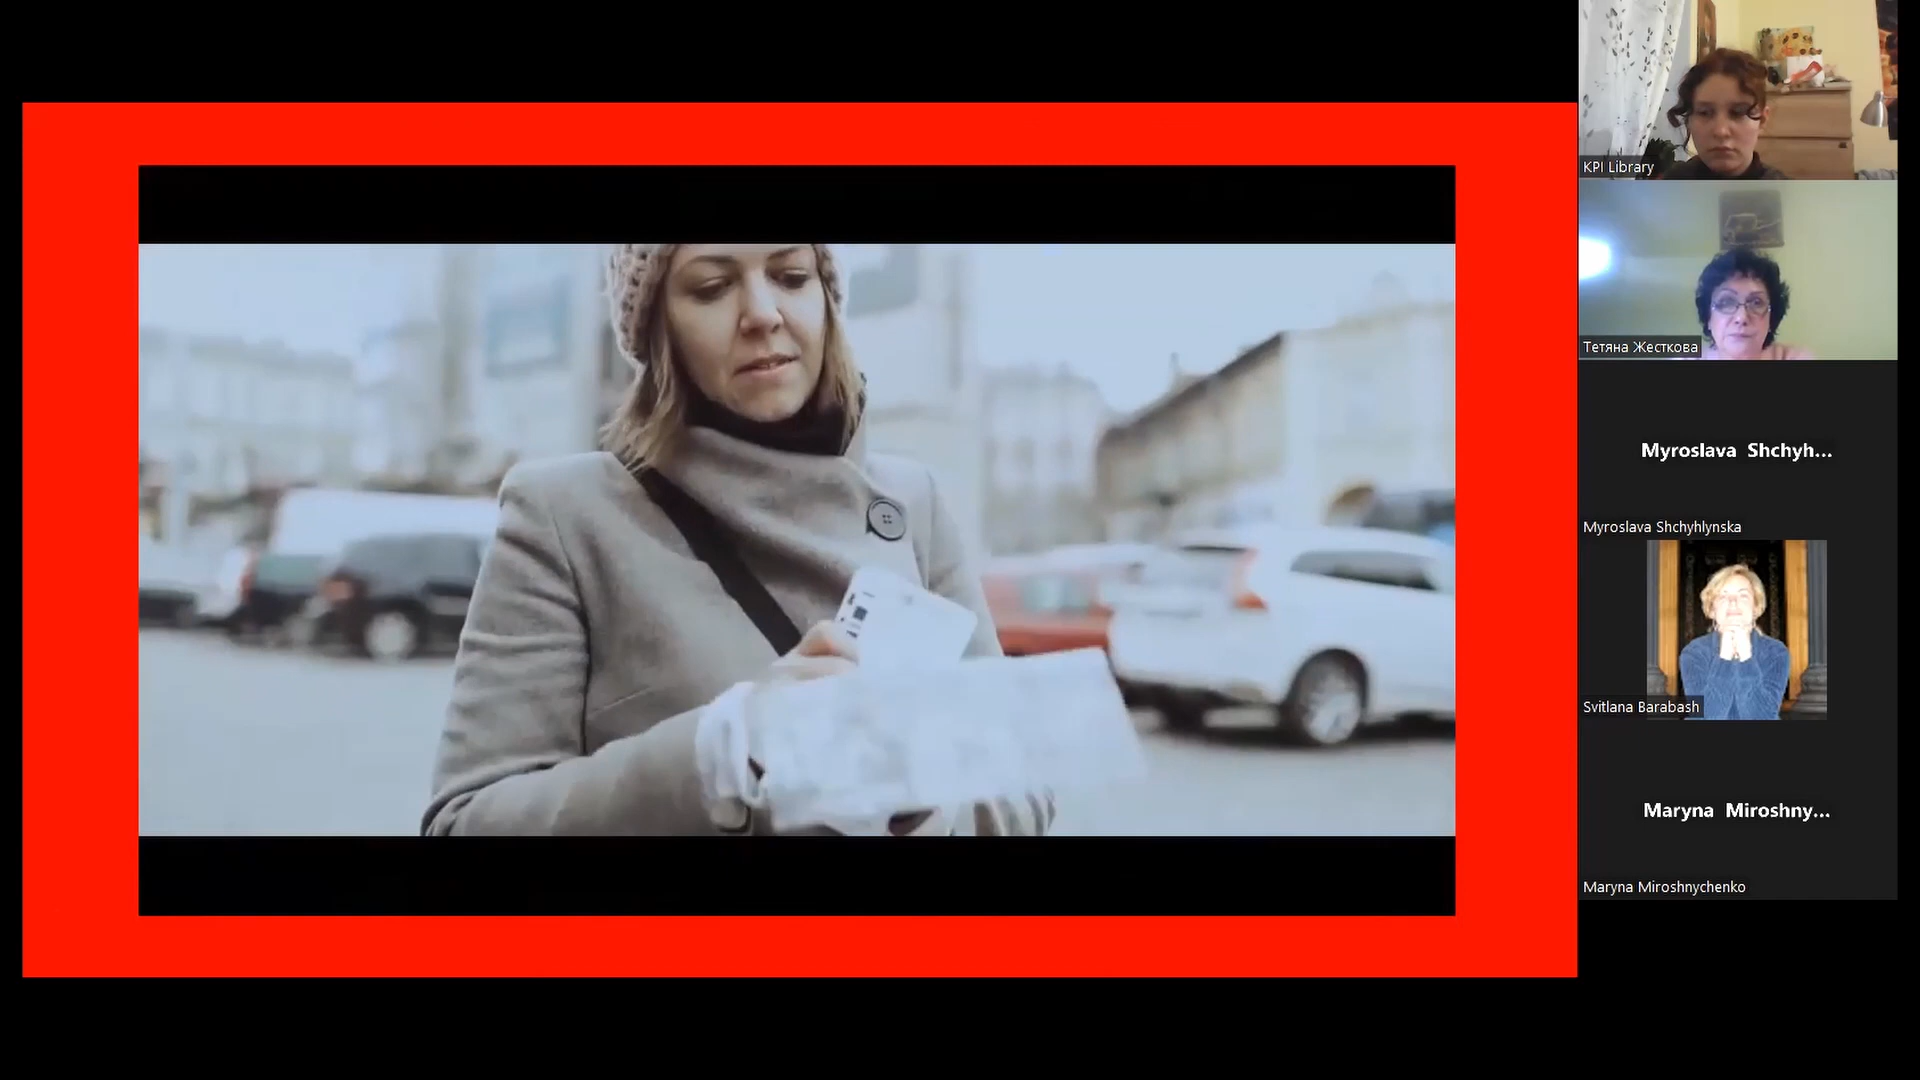 KPI Library
Тетяна Жесткова
Myroslava Shchyh...
Myroslava Shchyhlynska
Svitlana Barabash
Maryna Miroshny...
Maryna Miroshnychenko